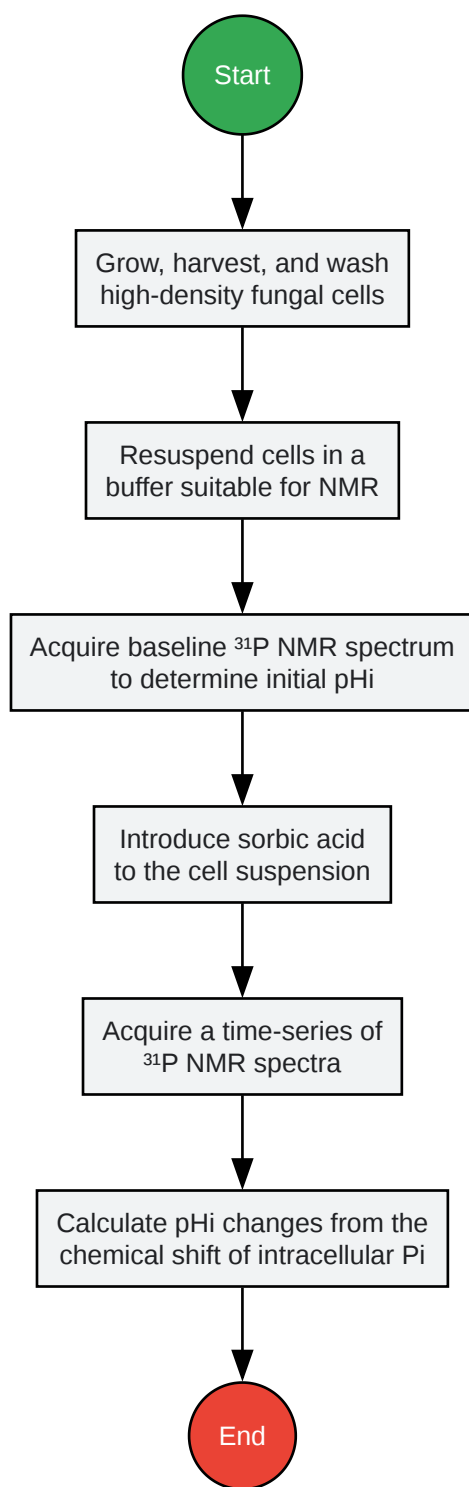 Start
Grow, harvest, and wash
high-density fungal cells
Resuspend cells in a
buffer suitable for NMR
Acquire baseline ³¹P NMR spectrum
to determine initial pHi
Introduce sorbic acid
to the cell suspension
Acquire a time-series of
³¹P NMR spectra
Calculate pHi changes from the
chemical shift of intracellular Pi
End